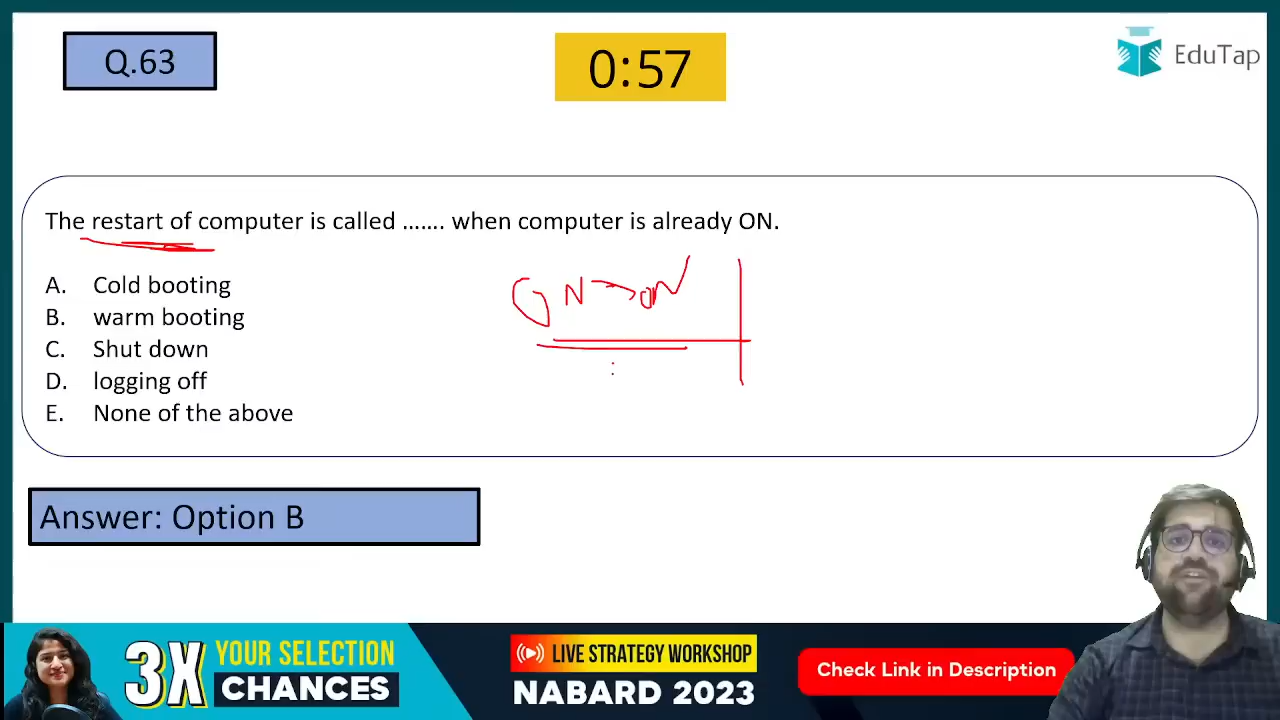 Q.63
0:57
EduTap
The restart of computer is called ....... when computer is already ON.
A. Cold booting
B. warm booting
C. Shut down
D. logging off
E. None of the above
ON → ON
Answer: Option B
3X YOUR SELECTION CHANCES
LIVE STRATEGY WORKSHOP
NABARD 2023
Check Link in Description